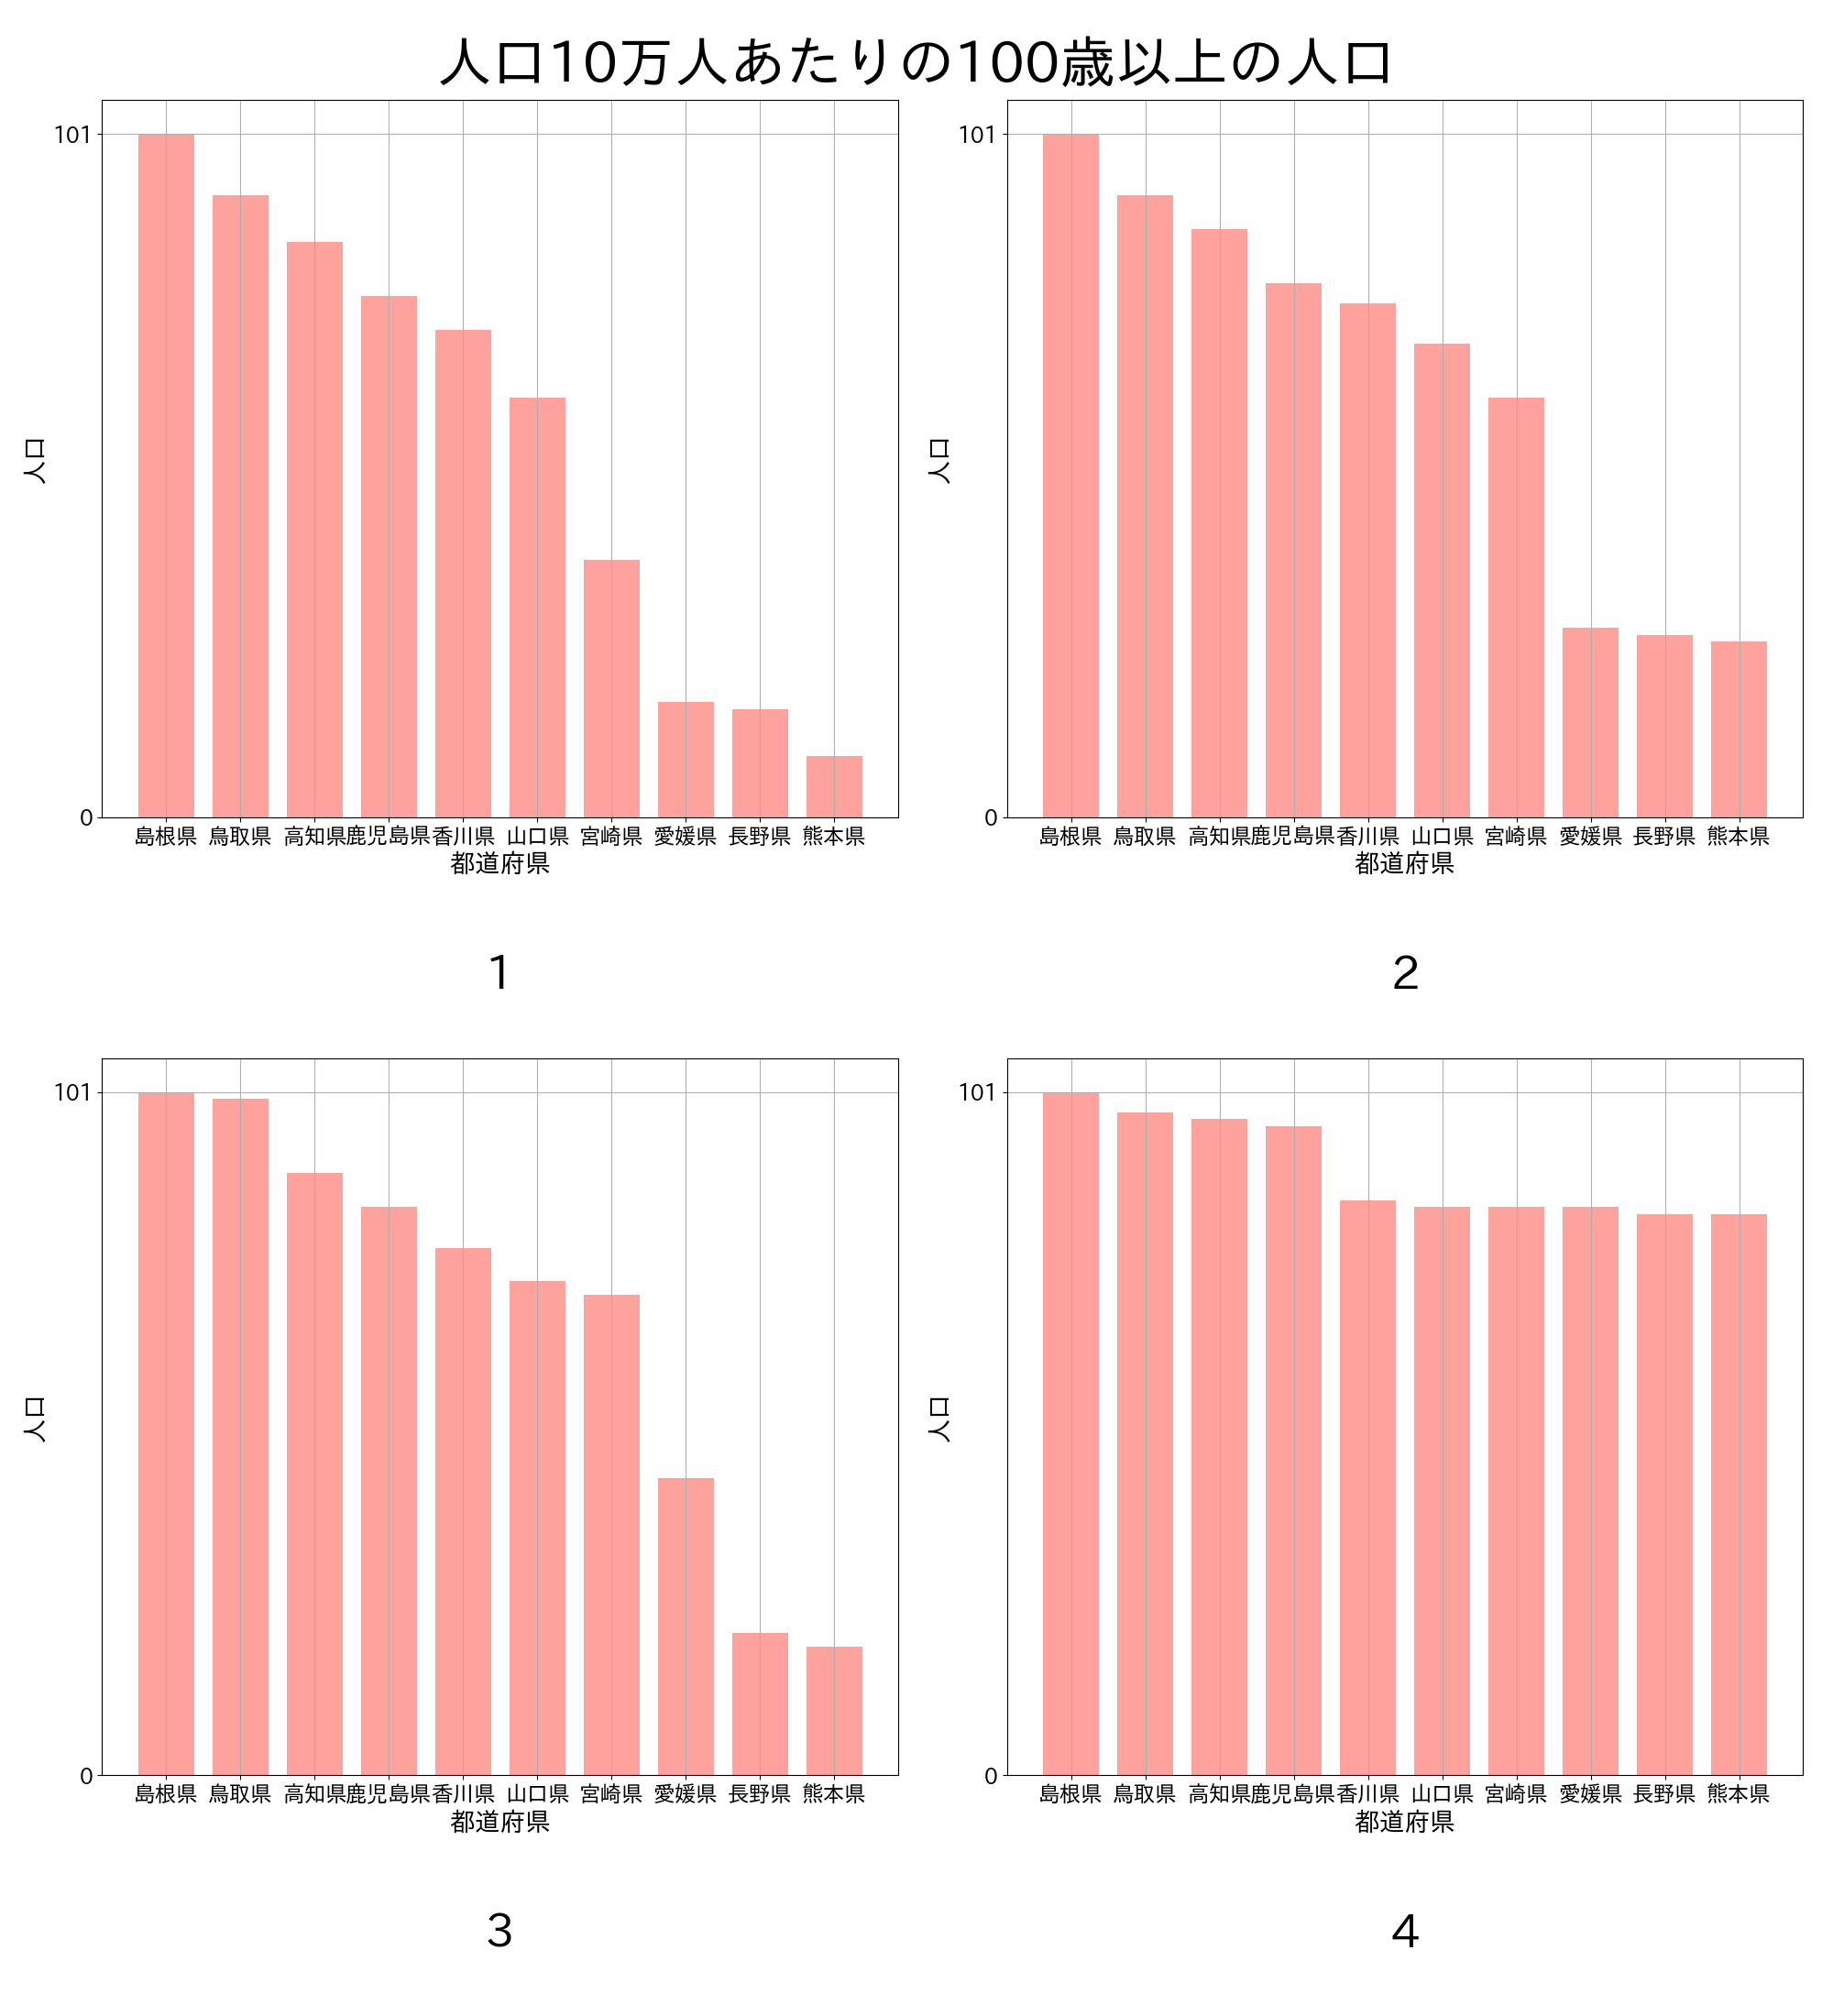 人口10万人あたりの100歳以上の人口
101
0
人口
島根県 鳥取県 高知県 鹿児島県 香川県 山口県 宮崎県 愛媛県 長野県 熊本県
都道府県
1
101
0
人口
島根県 鳥取県 高知県 鹿児島県 香川県 山口県 宮崎県 愛媛県 長野県 熊本県
都道府県
2
101
0
人口
島根県 鳥取県 高知県 鹿児島県 香川県 山口県 宮崎県 愛媛県 長野県 熊本県
都道府県
3
101
0
人口
島根県 鳥取県 高知県 鹿児島県 香川県 山口県 宮崎県 愛媛県 長野県 熊本県
都道府県
4